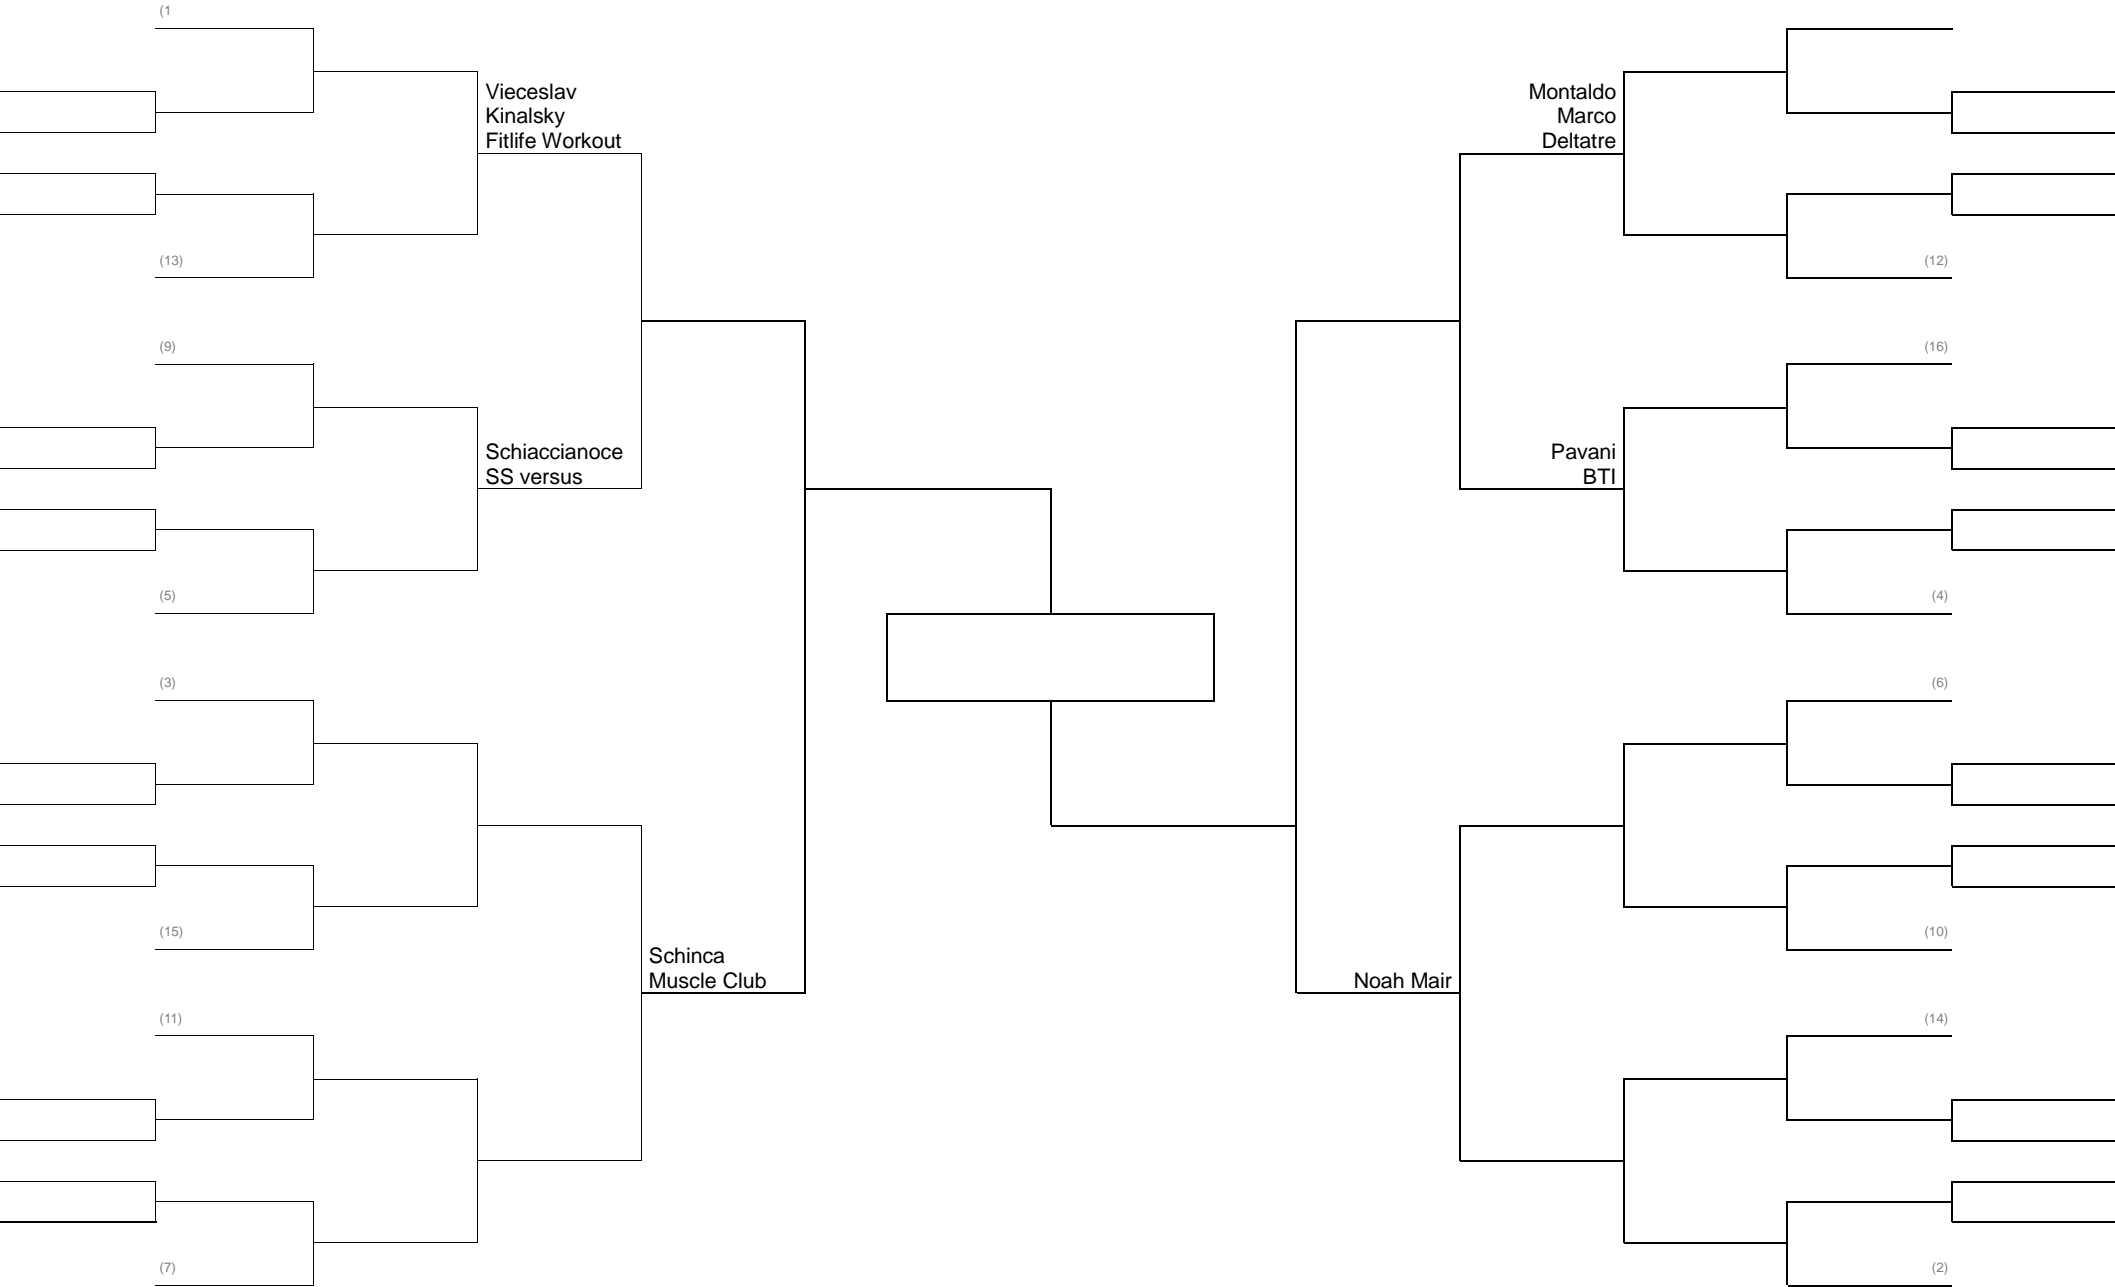 (1
Vieceslav
Kinalsky
Fitlife Workout
(13)
(9)
Schiaccianoce
SS versus
(5)
(3)
(15)
Schinca
Muscle Club
(11)
(7)
Montaldo
Marco
Deltatre
(12)
(16)
Pavani
BTI
(4)
(6)
(10)
Noah Mair
(14)
(2)